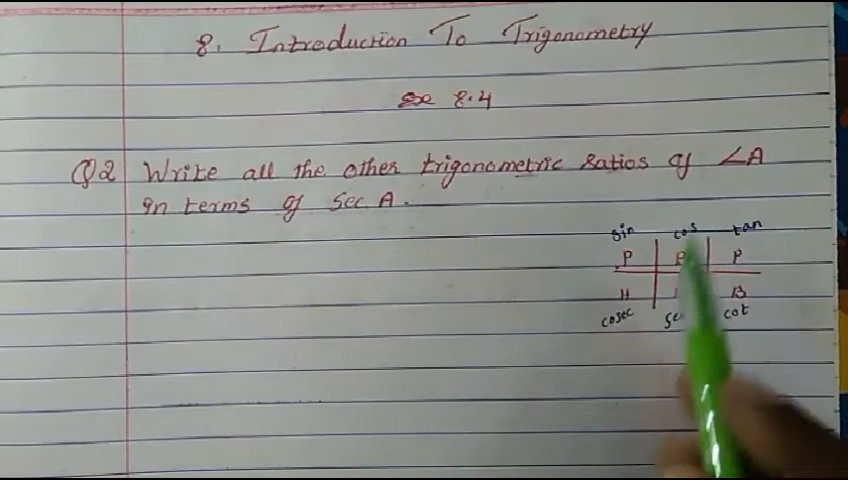 8. Introduction To Trigonometry
Ex 8.4
Q2 Write all the other trigonometric Ratios of ∠A
in terms of Sec A.
sin cos tan
P P
H B
cosec cot